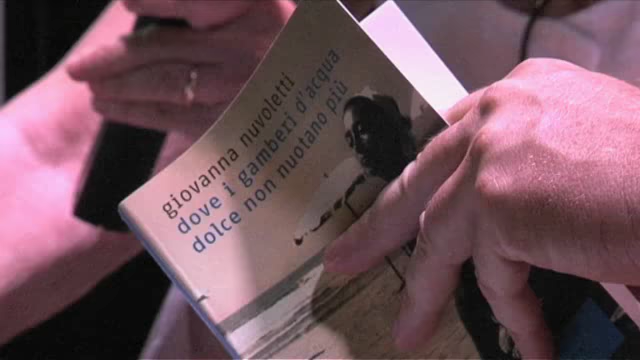 giovanna nuvoletti
dove i gamberi d'acqua
dolce non nuotano più